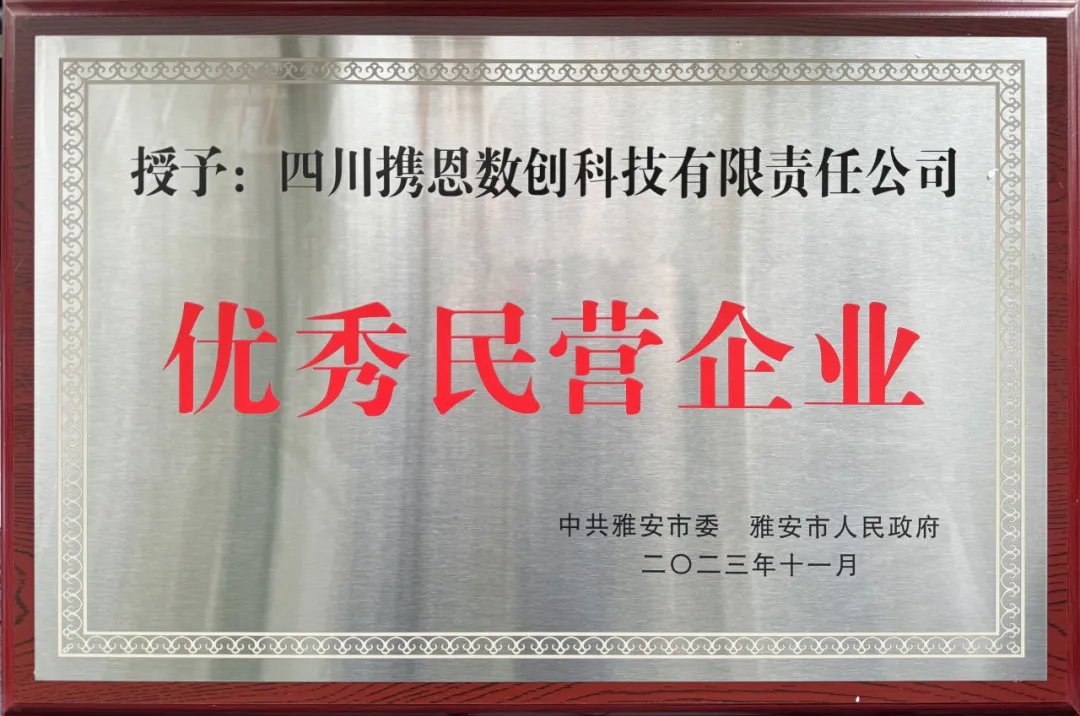 授予：四川携恩数创科技有限责任公司
优秀民营企业
中共雅安市委　雅安市人民政府
二〇二三年十一月